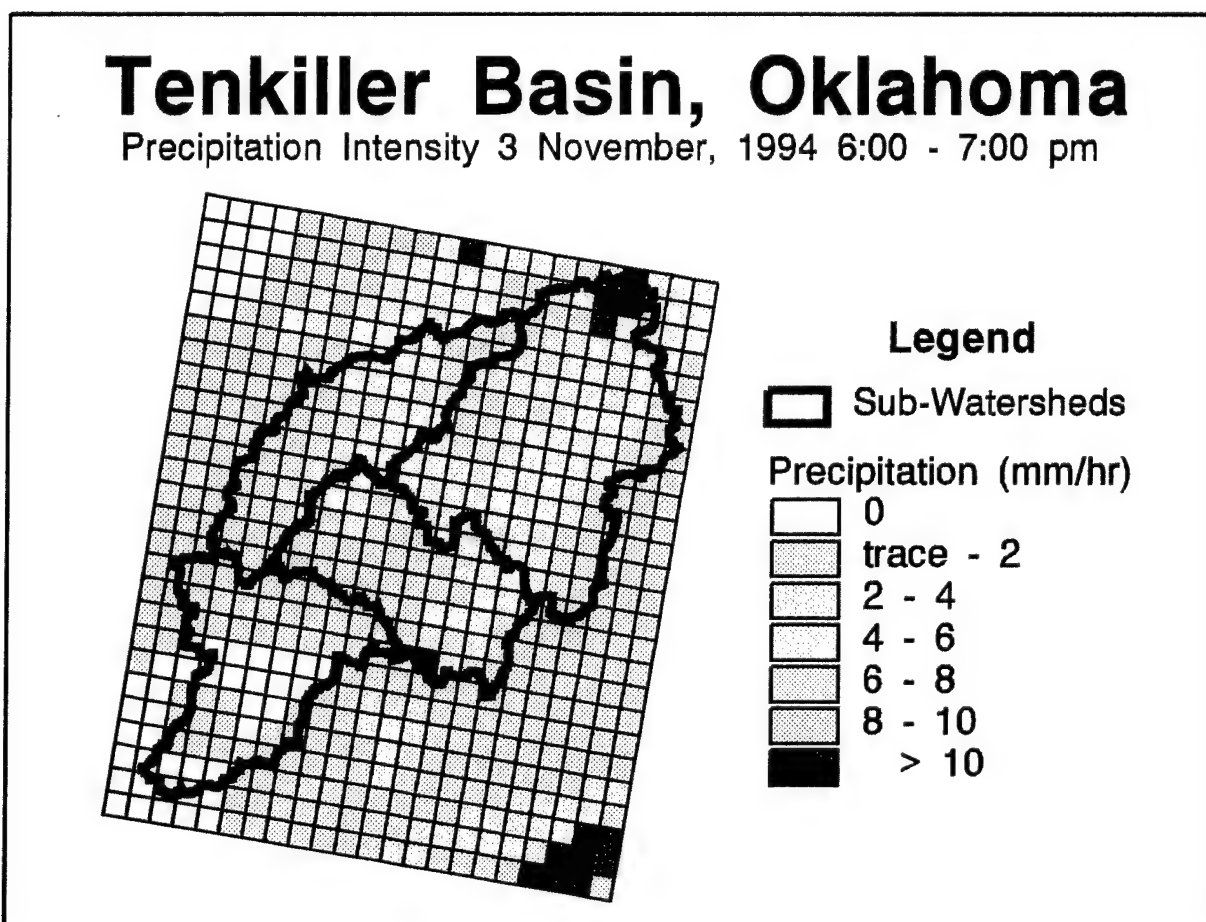 Tenkiller Basin, Oklahoma
Precipitation Intensity 3 November, 1994 6:00 - 7:00 pm
Legend
Sub-Watersheds
Precipitation (mm/hr)
0
trace - 2
2 - 4
4 - 6
6 - 8
8 - 10
> 10